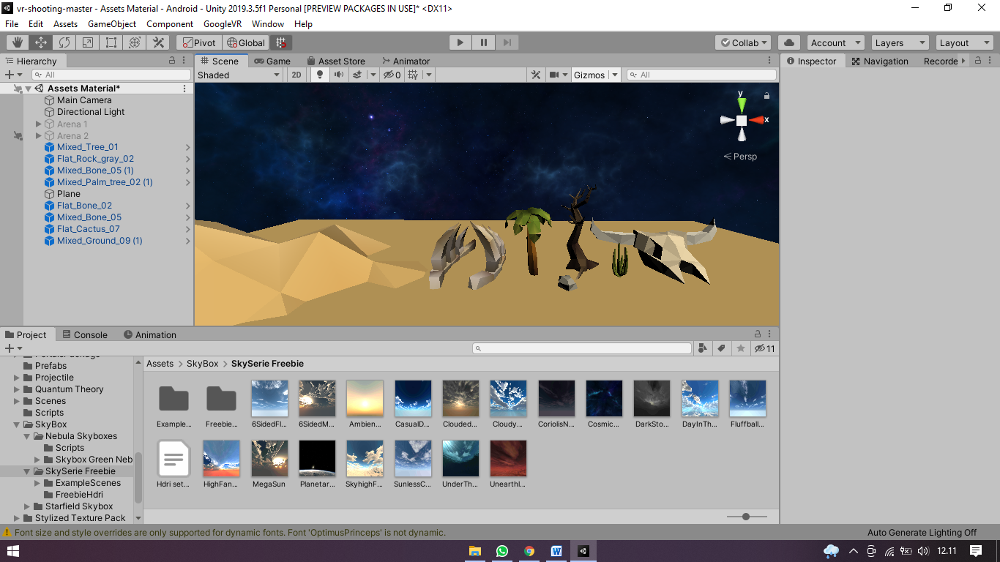 vr-shooting-master - Assets Material - Android - Unity 2019.3.5f1 Personal [PREVIEW PACKAGES IN USE]* <DX11>
File Edit Assets GameObject Component GoogleVR Window Help
Pivot Global Collab Account Layers Layout
Hierarchy
All
Assets Material*
Main Camera
Directional Light
Arena 1
Arena 2
Mixed_Tree_01
Flat_Rock_gray_02
Mixed_Bone_05 (1)
Mixed_Palm_tree_02 (1)
Plane
Flat_Bone_02
Mixed_Bone_05
Flat_Cactus_07
Mixed_Ground_09 (1)
Scene Game Asset Store Animator
Shaded 2D 0 Gizmos All
y
x
Persp
Inspector Navigation Recorde
Project Console Animation
11
Prefabs
Projectile
Quantum Theory
Scenes
Scripts
SkyBox
Nebula Skyboxes
Scripts
Skybox Green Neb
SkySerie Freebie
ExampleScenes
FreebieHdri
Starfield Skybox
Stylized Texture Pack
Assets > SkyBox > SkySerie Freebie
Example... Freebie... 6SidedFl... 6SidedM... Ambien... CasualD... Clouded... Cloudy... CoriolisN... Cosmic... DarkSto... DayInTh... Fluffball...
Hdri set... HighFan... MegaSun Planetar... SkyhighF... SunlessC... UnderTh... UnearthI...
Font size and style overrides are only supported for dynamic fonts. Font 'OptimusPrinceps' is not dynamic.
Auto Generate Lighting Off
12.11